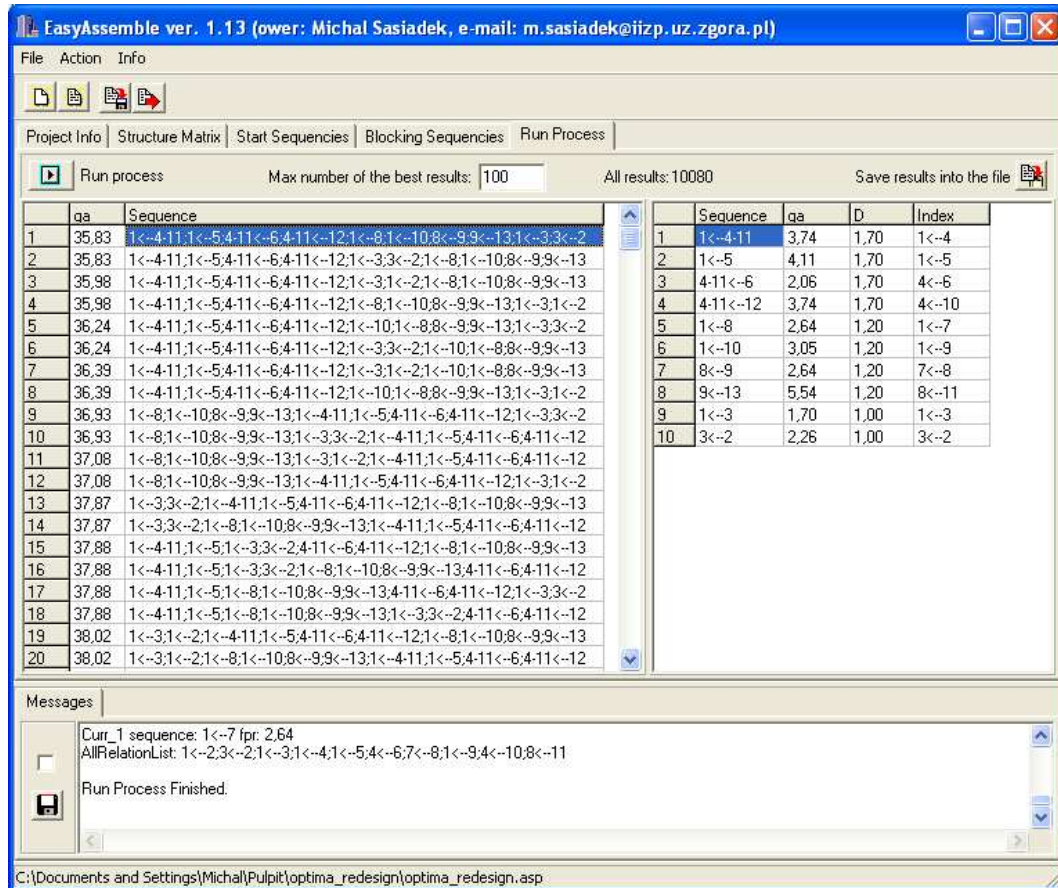 EasyAssemble ver. 1.13 (ower: Michal Sasiadek, e-mail: m.sasiadek@iizp.uz.zgora.pl)
File Action Info
Project Info Structure Matrix Start Sequencies Blocking Sequencies Run Process
Run process Max number of the best results: 100 All results: 10080 Save results into the file
qa Sequence
1 35,83 1<--4-11;1<--5;4-11<--6;4-11<--12;1<--8;1<--10;8<--9;9<--13;1<--3;3<--2
2 35,83 1<--4-11;1<--5;4-11<--6;4-11<--12;1<--3;3<--2;1<--8;1<--10;8<--9;9<--13
3 35,98 1<--4-11;1<--5;4-11<--6;4-11<--12;1<--3;1<--2;1<--8;1<--10;8<--9;9<--13
4 35,98 1<--4-11;1<--5;4-11<--6;4-11<--12;1<--8;1<--10;8<--9;9<--13;1<--3;1<--2
5 36,24 1<--4-11;1<--5;4-11<--6;4-11<--12;1<--10;1<--8;8<--9;9<--13;1<--3;3<--2
6 36,24 1<--4-11;1<--5;4-11<--6;4-11<--12;1<--3;3<--2;1<--10;1<--8;8<--9;9<--13
7 36,39 1<--4-11;1<--5;4-11<--6;4-11<--12;1<--3;1<--2;1<--10;1<--8;8<--9;9<--13
8 36,39 1<--4-11;1<--5;4-11<--6;4-11<--12;1<--10;1<--8;8<--9;9<--13;1<--3;1<--2
9 36,93 1<--8;1<--10;8<--9;9<--13;1<--4-11;1<--5;4-11<--6;4-11<--12;1<--3;3<--2
10 36,93 1<--8;1<--10;8<--9;9<--13;1<--3;3<--2;1<--4-11;1<--5;4-11<--6;4-11<--12
11 37,08 1<--8;1<--10;8<--9;9<--13;1<--3;1<--2;1<--4-11;1<--5;4-11<--6;4-11<--12
12 37,08 1<--8;1<--10;8<--9;9<--13;1<--4-11;1<--5;4-11<--6;4-11<--12;1<--3;1<--2
13 37,87 1<--3;3<--2;1<--4-11;1<--5;4-11<--6;4-11<--12;1<--8;1<--10;8<--9;9<--13
14 37,87 1<--3;3<--2;1<--8;1<--10;8<--9;9<--13;1<--4-11;1<--5;4-11<--6;4-11<--12
15 37,88 1<--4-11;1<--5;1<--3;3<--2;4-11<--6;4-11<--12;1<--8;1<--10;8<--9;9<--13
16 37,88 1<--4-11;1<--5;1<--3;3<--2;1<--8;1<--10;8<--9;9<--13;4-11<--6;4-11<--12
17 37,88 1<--4-11;1<--5;1<--8;1<--10;8<--9;9<--13;4-11<--6;4-11<--12;1<--3;3<--2
18 37,88 1<--4-11;1<--5;1<--8;1<--10;8<--9;9<--13;1<--3;3<--2;4-11<--6;4-11<--12
19 38,02 1<--3;1<--2;1<--4-11;1<--5;4-11<--6;4-11<--12;1<--8;1<--10;8<--9;9<--13
20 38,02 1<--3;1<--2;1<--8;1<--10;8<--9;9<--13;1<--4-11;1<--5;4-11<--6;4-11<--12
Sequence qa D Index
1 1<--4-11 3,74 1,70 1<--4
2 1<--5 4,11 1,70 1<--5
3 4-11<--6 2,06 1,70 4<--6
4 4-11<--12 3,74 1,70 4<--10
5 1<--8 2,64 1,20 1<--7
6 1<--10 3,05 1,20 1<--9
7 8<--9 2,64 1,20 7<--8
8 9<--13 5,54 1,20 8<--11
9 1<--3 1,70 1,00 1<--3
10 3<--2 2,26 1,00 3<--2
Messages
Curr_1 sequence: 1<--7 fpr: 2,64
AllRelationList: 1<--2;3<--2;1<--3;1<--4;1<--5;4<--6;7<--8;1<--9;4<--10;8<--11
Run Process Finished.
C:\Documents and Settings\Michal\Pulpit\optima_redesign\optima_redesign.asp